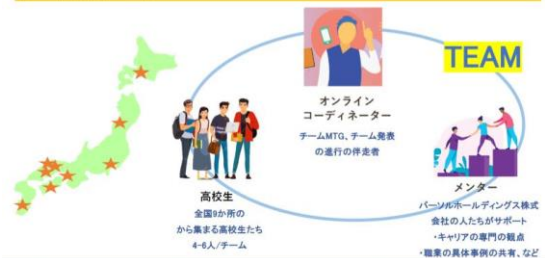 TEAM
オンライン
コーディネーター
チームMTG、チーム発表
の進行の伴走者
高校生
全国9か所の
から集まる高校生たち
4-6人/チーム
メンター
パーソルホールディングス株式
会社の人たちがサポート
・キャリアの専門の観点
・職業の具体事例の共有、など